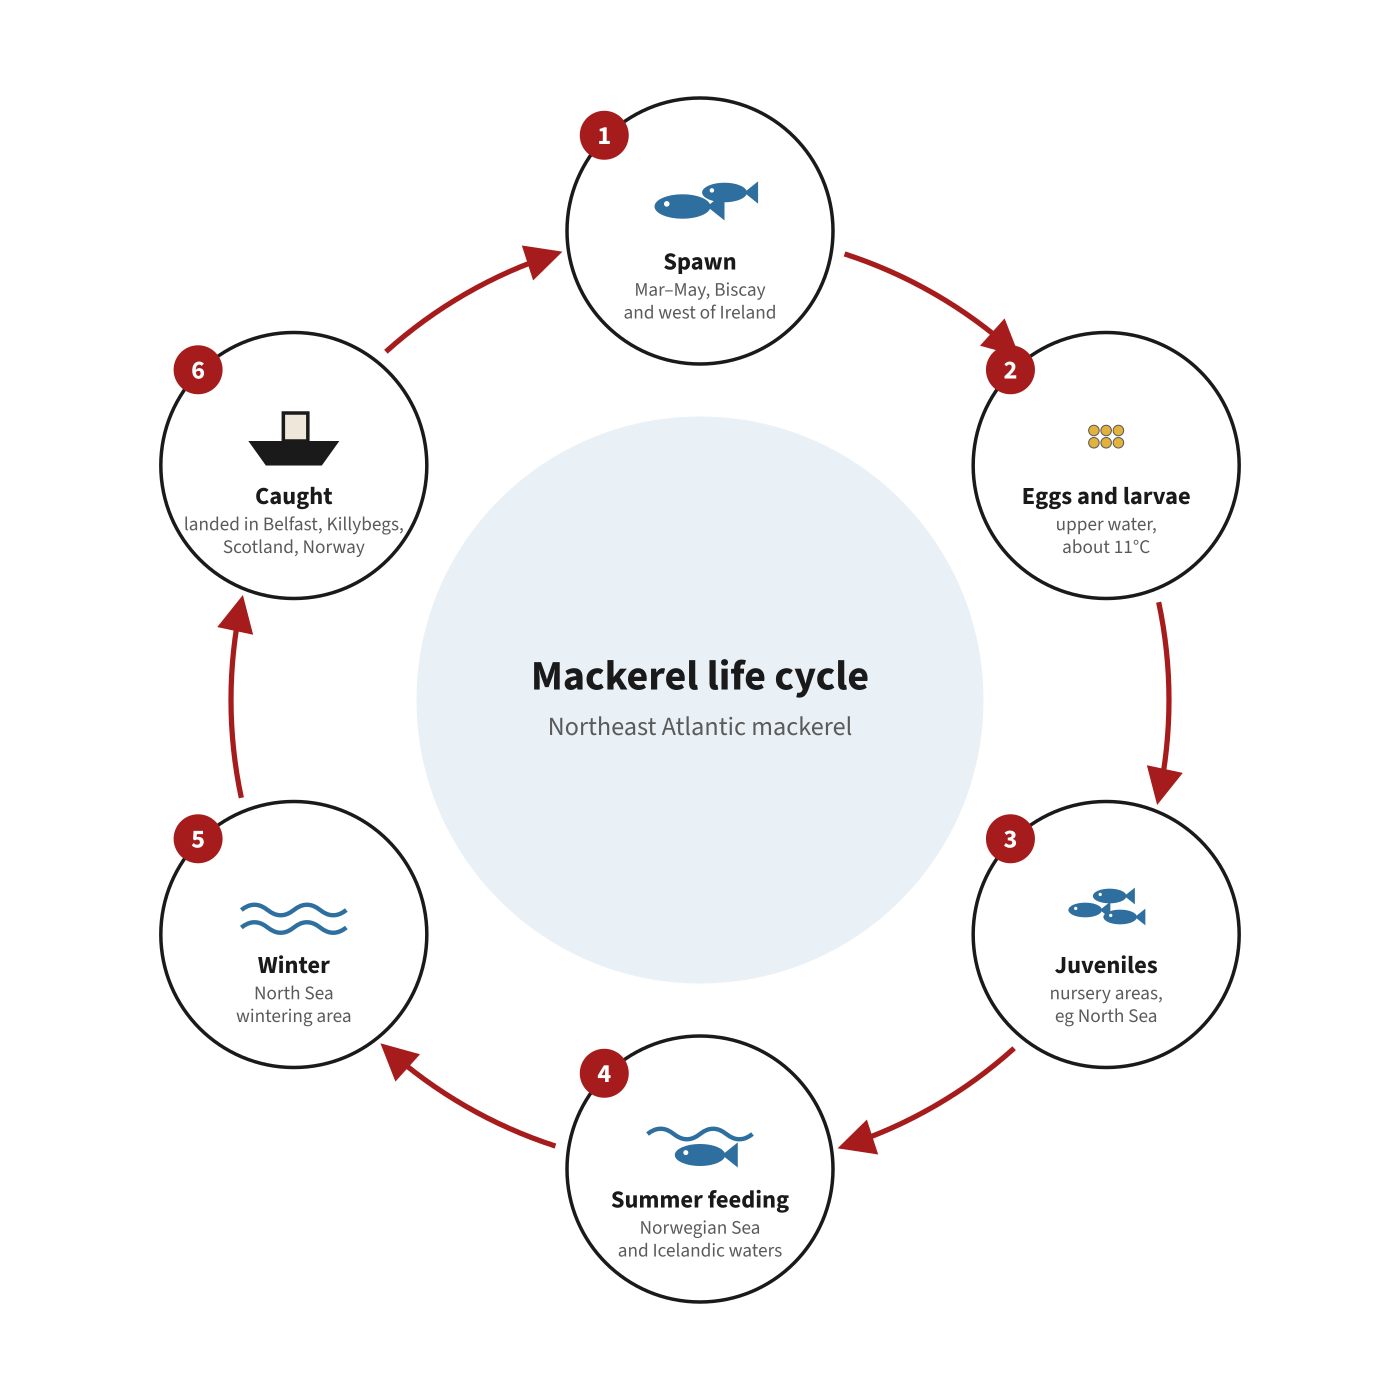 1
Spawn
Mar–May, Biscay
and west of Ireland
2
Eggs and larvae
upper water,
about 11°C
3
Juveniles
nursery areas,
eg North Sea
4
Summer feeding
Norwegian Sea
and Icelandic waters
5
Winter
North Sea
wintering area
6
Caught
landed in Belfast, Killybegs,
Scotland, Norway
Mackerel life cycle
Northeast Atlantic mackerel